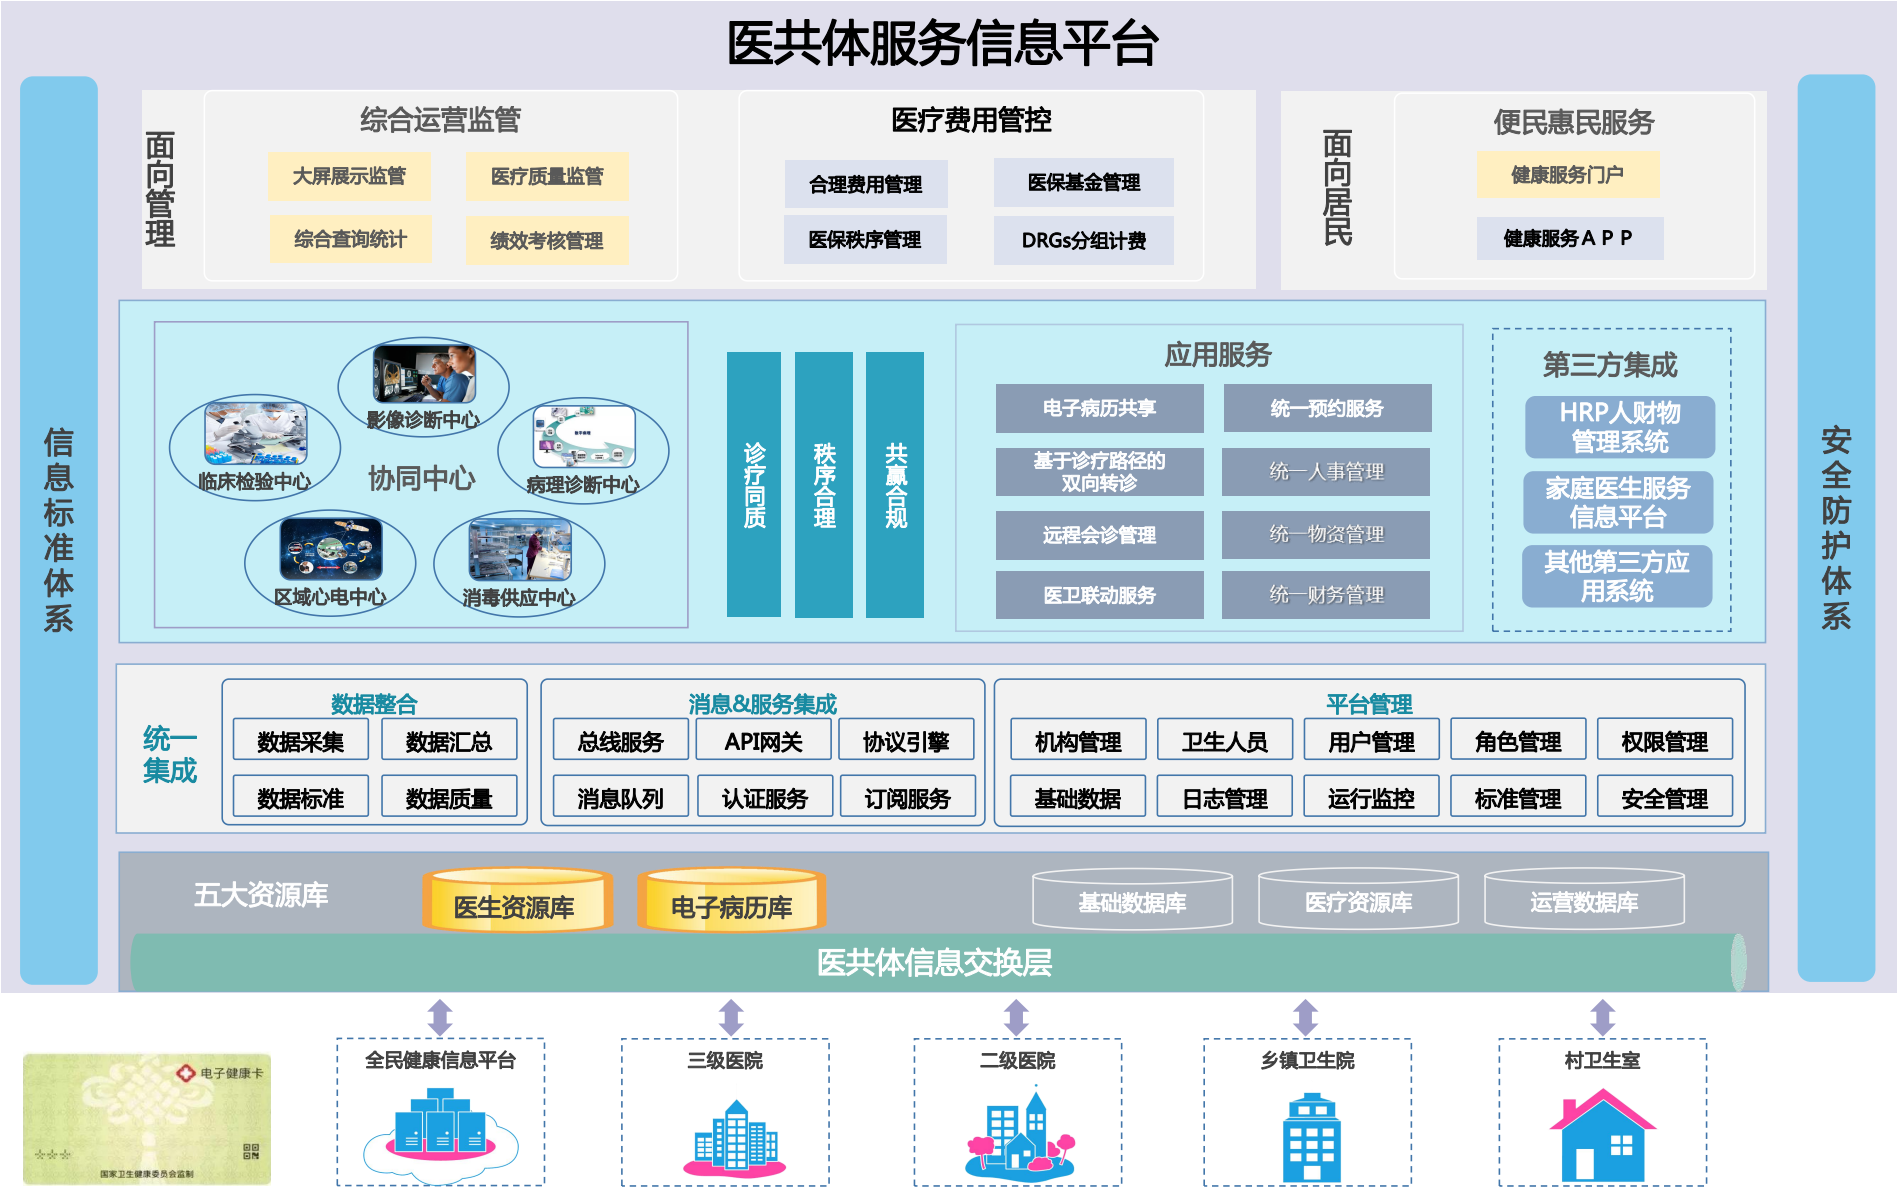 医共体服务信息平台
信息标准体系
安全防护体系
面向管理
综合运营监管
大屏展示监管
医疗质量监管
综合查询统计
绩效考核管理
医疗费用管控
合理费用管理
医保基金管理
医保秩序管理
DRGs分组计费
面向居民
便民惠民服务
健康服务门户
健康服务ＡＰＰ
影像诊断中心
临床检验中心
协同中心
病理诊断中心
区域心电中心
消毒供应中心
诊疗同质
秩序合理
共赢合规
应用服务
电子病历共享
统一预约服务
基于诊疗路径的
双向转诊
统一人事管理
远程会诊管理
统一物资管理
医卫联动服务
统一财务管理
第三方集成
HRP人财物
管理系统
家庭医生服务
信息平台
其他第三方应
用系统
统一
集成
数据整合
数据采集
数据汇总
数据标准
数据质量
消息&服务集成
总线服务
API网关
协议引擎
消息队列
认证服务
订阅服务
平台管理
机构管理
卫生人员
用户管理
角色管理
权限管理
基础数据
日志管理
运行监控
标准管理
安全管理
五大资源库
医生资源库
电子病历库
基础数据库
医疗资源库
运营数据库
医共体信息交换层
全民健康信息平台
三级医院
二级医院
乡镇卫生院
村卫生室
电子健康卡
国家卫生健康委员会监制